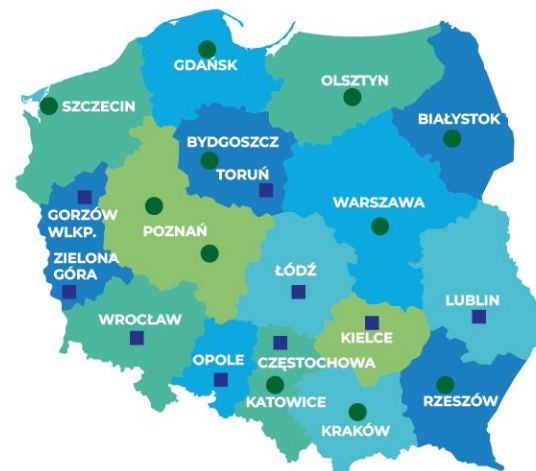 GDAŃSK
OLSZTYN
SZCZECIN
BIAŁYSTOK
BYDGOSZCZ
TORUŃ
GORZÓW
WLKP.
POZNAŃ
WARSZAWA
ZIELONA
GÓRA
ŁÓDŹ
LUBLIN
WROCŁAW
KIELCE
OPOLE
CZĘSTOCHOWA
KATOWICE
RZESZÓW
KRAKÓW